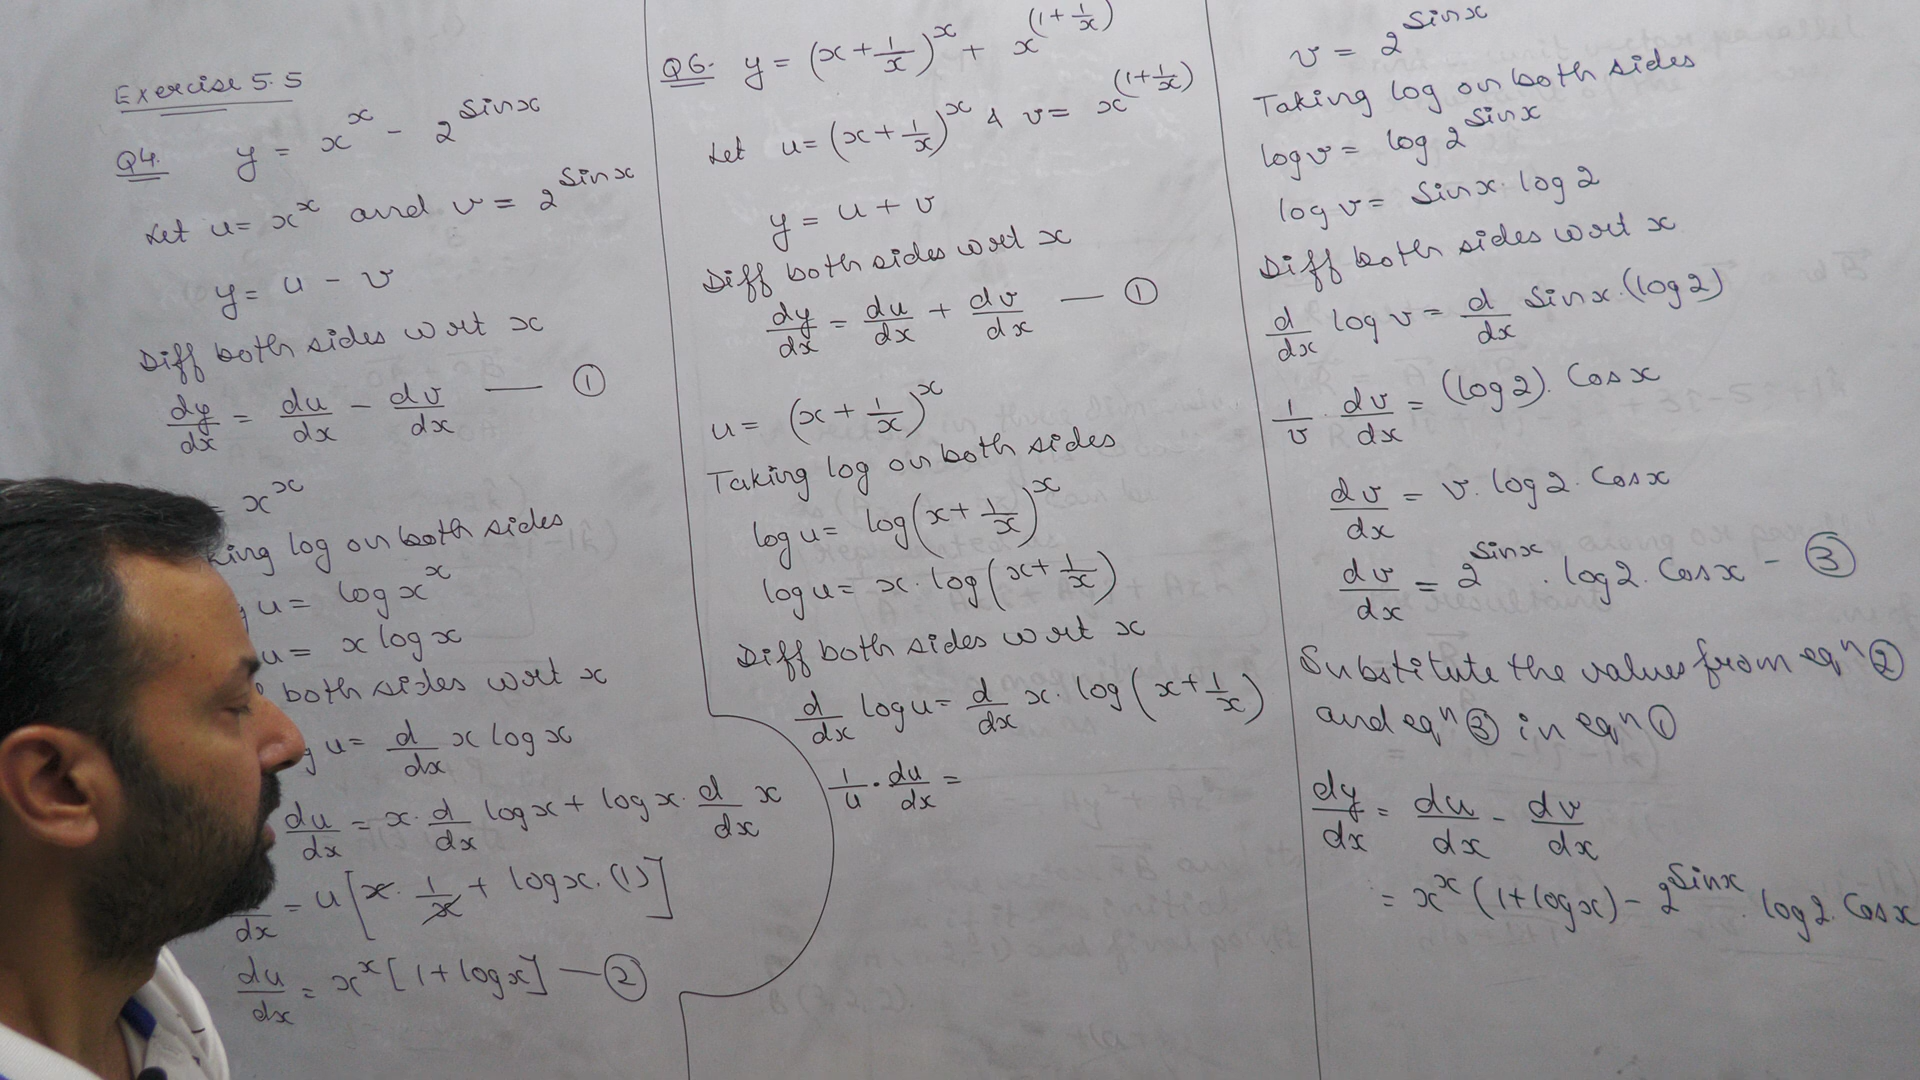 Exercise 5.5
Q4. y = x^x - 2^sinx
Let u = x^x and v = 2^sinx
y = u - v
Diff both sides wrt x
dy/dx = du/dx - dv/dx — ①
= x^x
king log on both sides
u = log x^x
u = x log x
both sides wrt x
g u = d/dx x log x
du/dx = x. d/dx log x + log x. d/dx x
dx = u[x. 1/x + log x. (1)]
du/dx = x^x [1 + log x] — ②
Q6. y = (x + 1/x)^x + x^(1 + 1/x)
Let u = (x + 1/x)^x & v = x^(1 + 1/x)
y = u + v
Diff both sides wrt x
dy/dx = du/dx + dv/dx — ①
u = (x + 1/x)^x
Taking log on both sides
log u = log (x + 1/x)^x
log u = x. log (x + 1/x)
Diff both sides wrt x
d/dx log u = d/dx x. log (x + 1/x)
1/u . du/dx =
v = 2^sinx
Taking log on both sides
log v = log 2^sinx
log v = Sinx. log 2
Diff both sides wrt x
d/dx log v = d/dx Sinx. (log 2)
1/v . dv/dx = (log 2). Cosx
dv/dx = v. log 2. Cosx
dv/dx = 2^sinx . log 2. Cosx - ③
Substitute the values from eqn ②
and eqn ③ in eqn ①
dy/dx = du/dx - dv/dx
= x^x (1 + log x) - 2^sinx . log 2. Cosx